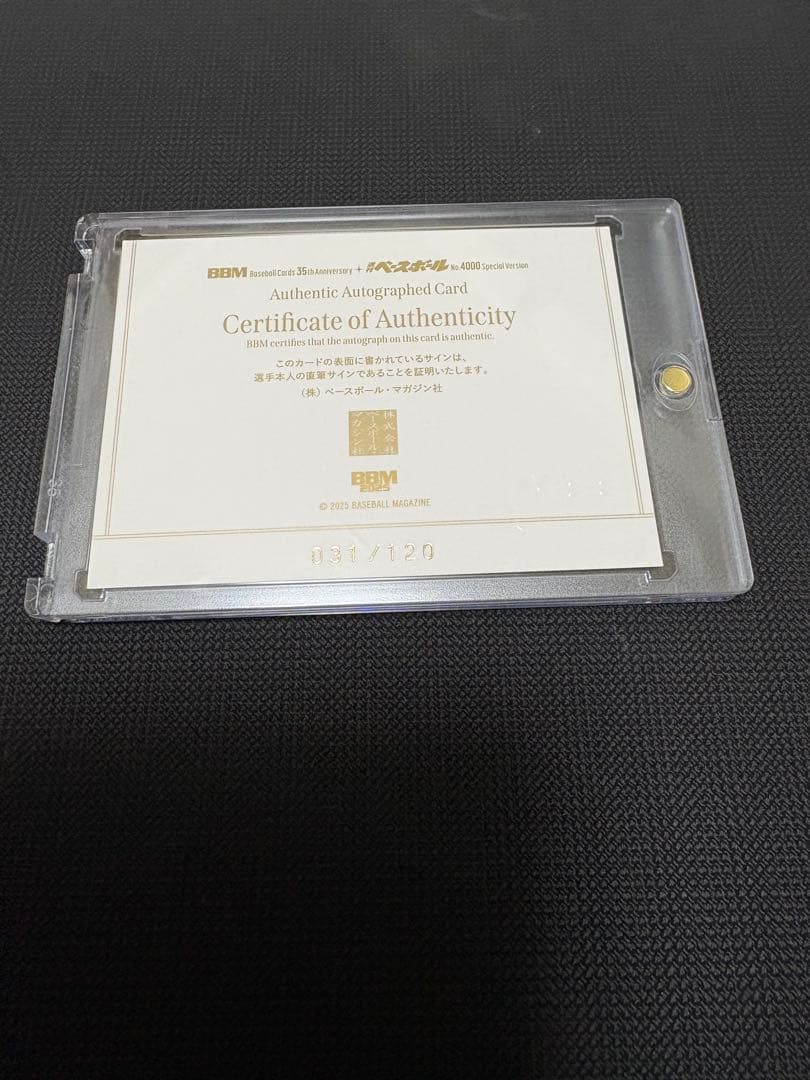 BBM Baseball Cards 35th Anniversary + 週刊ベースボール No.4000 Special Version
Authentic Autographed Card
Certificate of Authenticity
BBM certifies that the autograph on this card is authentic.
このカードの表面に書かれているサインは、
選手本人の直筆サインであることを証明いたします。
(株) ベースボール・マガジン社
株式会社
ベースボール
マガジン社
BBM
2025
© 2025 BASEBALL MAGAZINE
031/120